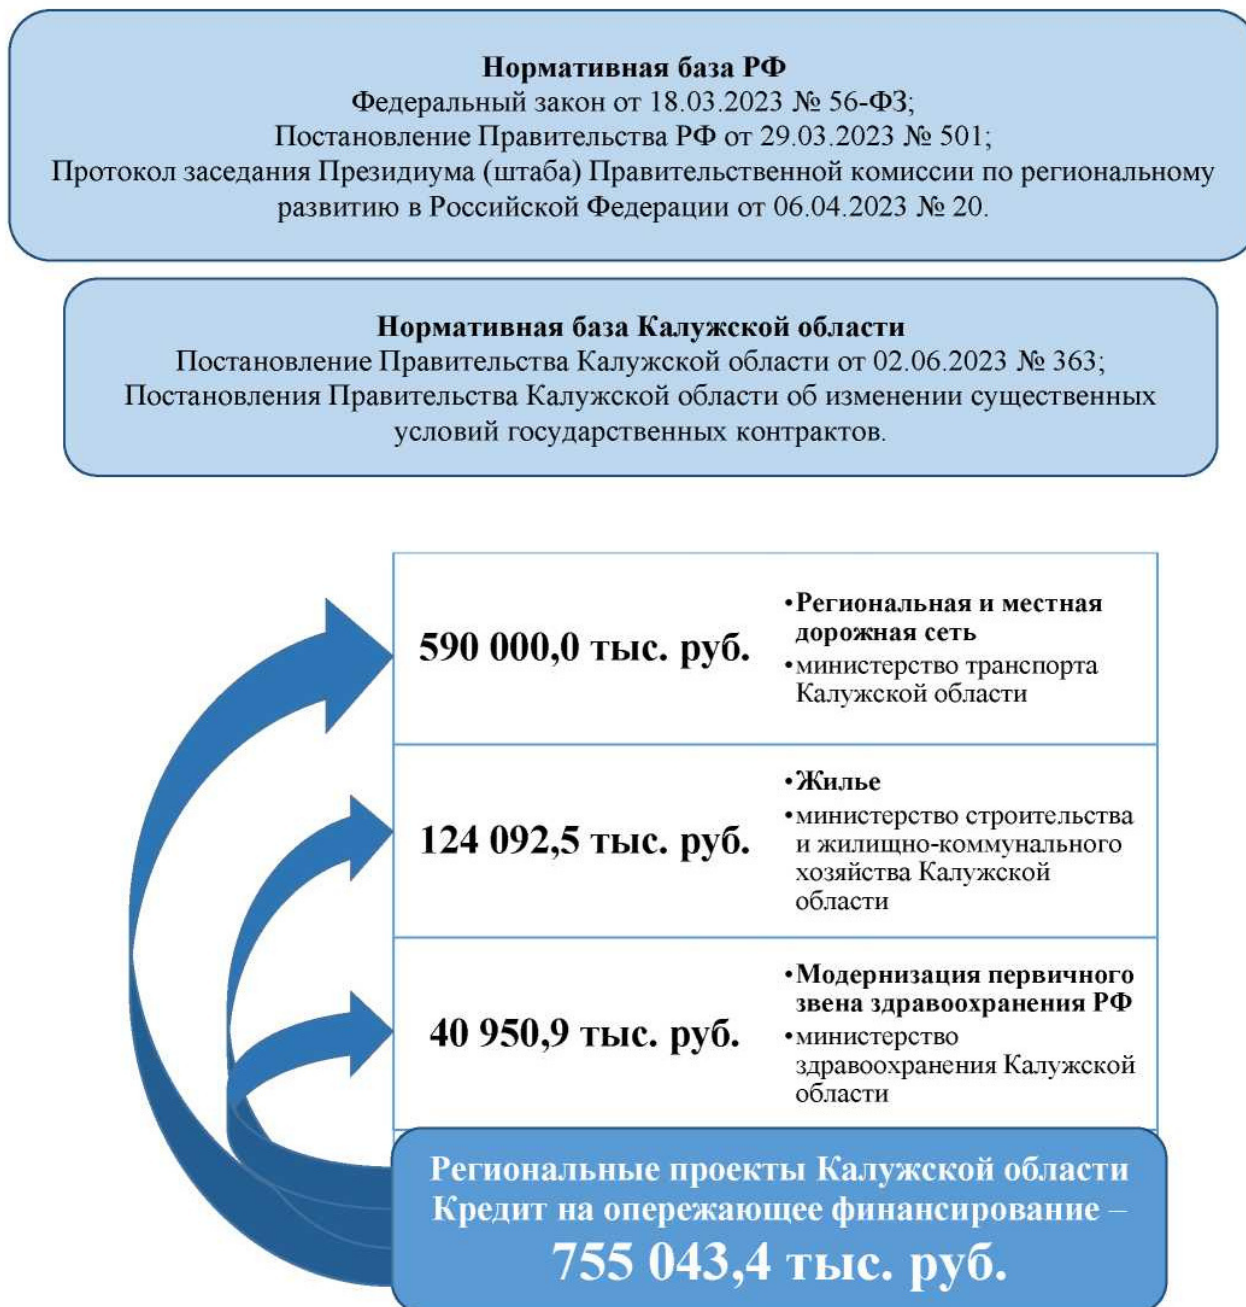 Нормативная база РФ
Федеральный закон от 18.03.2023 № 56-ФЗ;
Постановление Правительства РФ от 29.03.2023 № 501;
Протокол заседания Президиума (штаба) Правительственной комиссии по региональному
развитию в Российской Федерации от 06.04.2023 № 20.
Нормативная база Калужской области
Постановление Правительства Калужской области от 02.06.2023 № 363;
Постановления Правительства Калужской области об изменении существенных
условий государственных контрактов.
590 000,0 тыс. руб.
•Региональная и местная
дорожная сеть
•министерство транспорта
Калужской области
124 092,5 тыс. руб.
•Жилье
•министерство строительства
и жилищно-коммунального
хозяйства Калужской
области
40 950,9 тыс. руб.
•Модернизация первичного
звена здравоохранения РФ
•министерство
здравоохранения Калужской
области
Региональные проекты Калужской области
Кредит на опережающее финансирование –
755 043,4 тыс. руб.